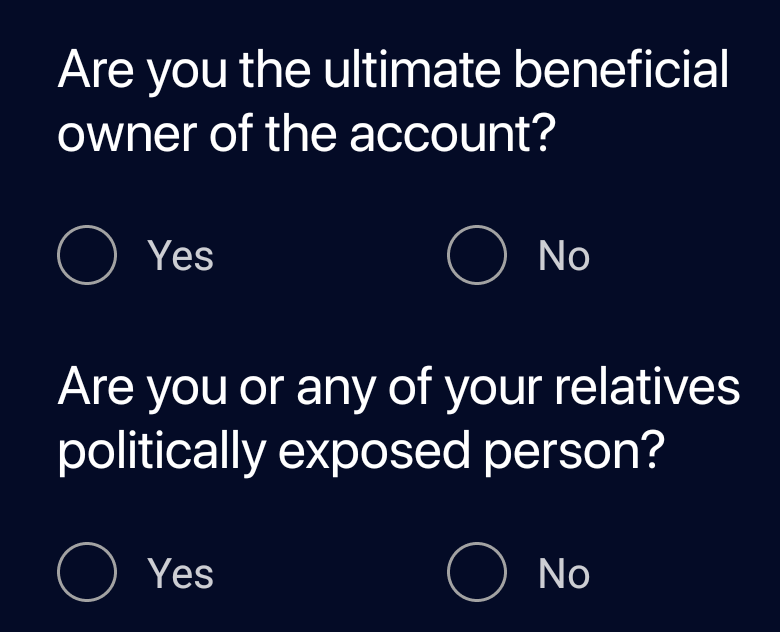 Are you the ultimate beneficial
owner of the account?
Yes No
Are you or any of your relatives
politically exposed person?
Yes No